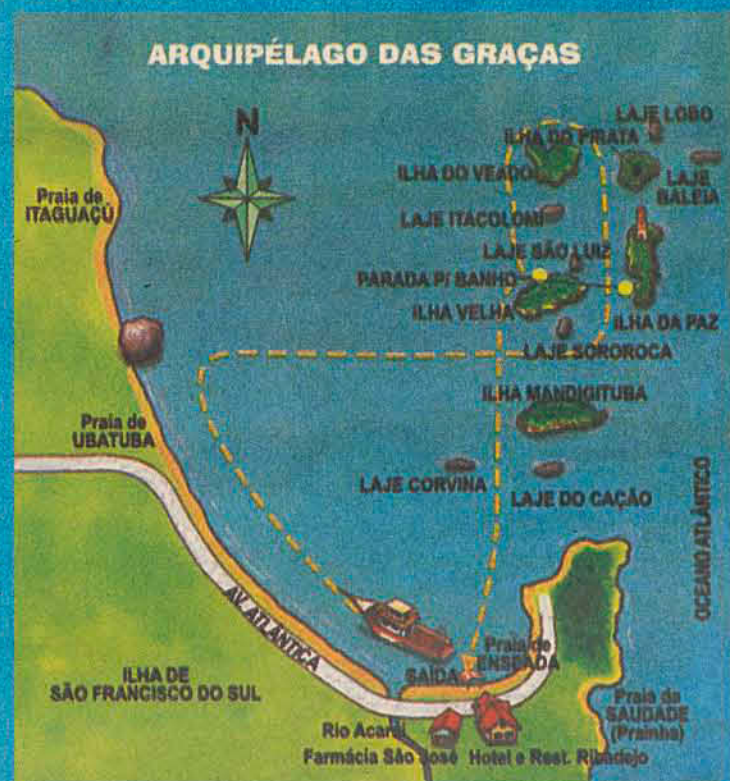 ARQUIPÉLAGO DAS GRAÇAS
N
LAJE LOBO
ILHA DO PIRATA
ILHA DO VEADO
LAJE
BALEIA
Praia de
ITAGUAÇÚ
LAJE ITACOLOMI
LAJE SÃO LUIZ
PARADA P/ BANHO
ILHA VELHA
ILHA DA PAZ
LAJE SOROROCA
ILHA MANDIGITUBA
Praia de
UBATUBA
LAJE CORVINA
LAJE DO CAÇÃO
OCEANO ATLÂNTICO
AV. ATLÂNTICA
Praia de
ENSEADA
SAÍDA
ILHA DE
SÃO FRANCISCO DO SUL
Praia da
SAUDADE
(Prainha)
Rio Acaraí
Farmácia São José
Hotel e Rest. Ribadejo